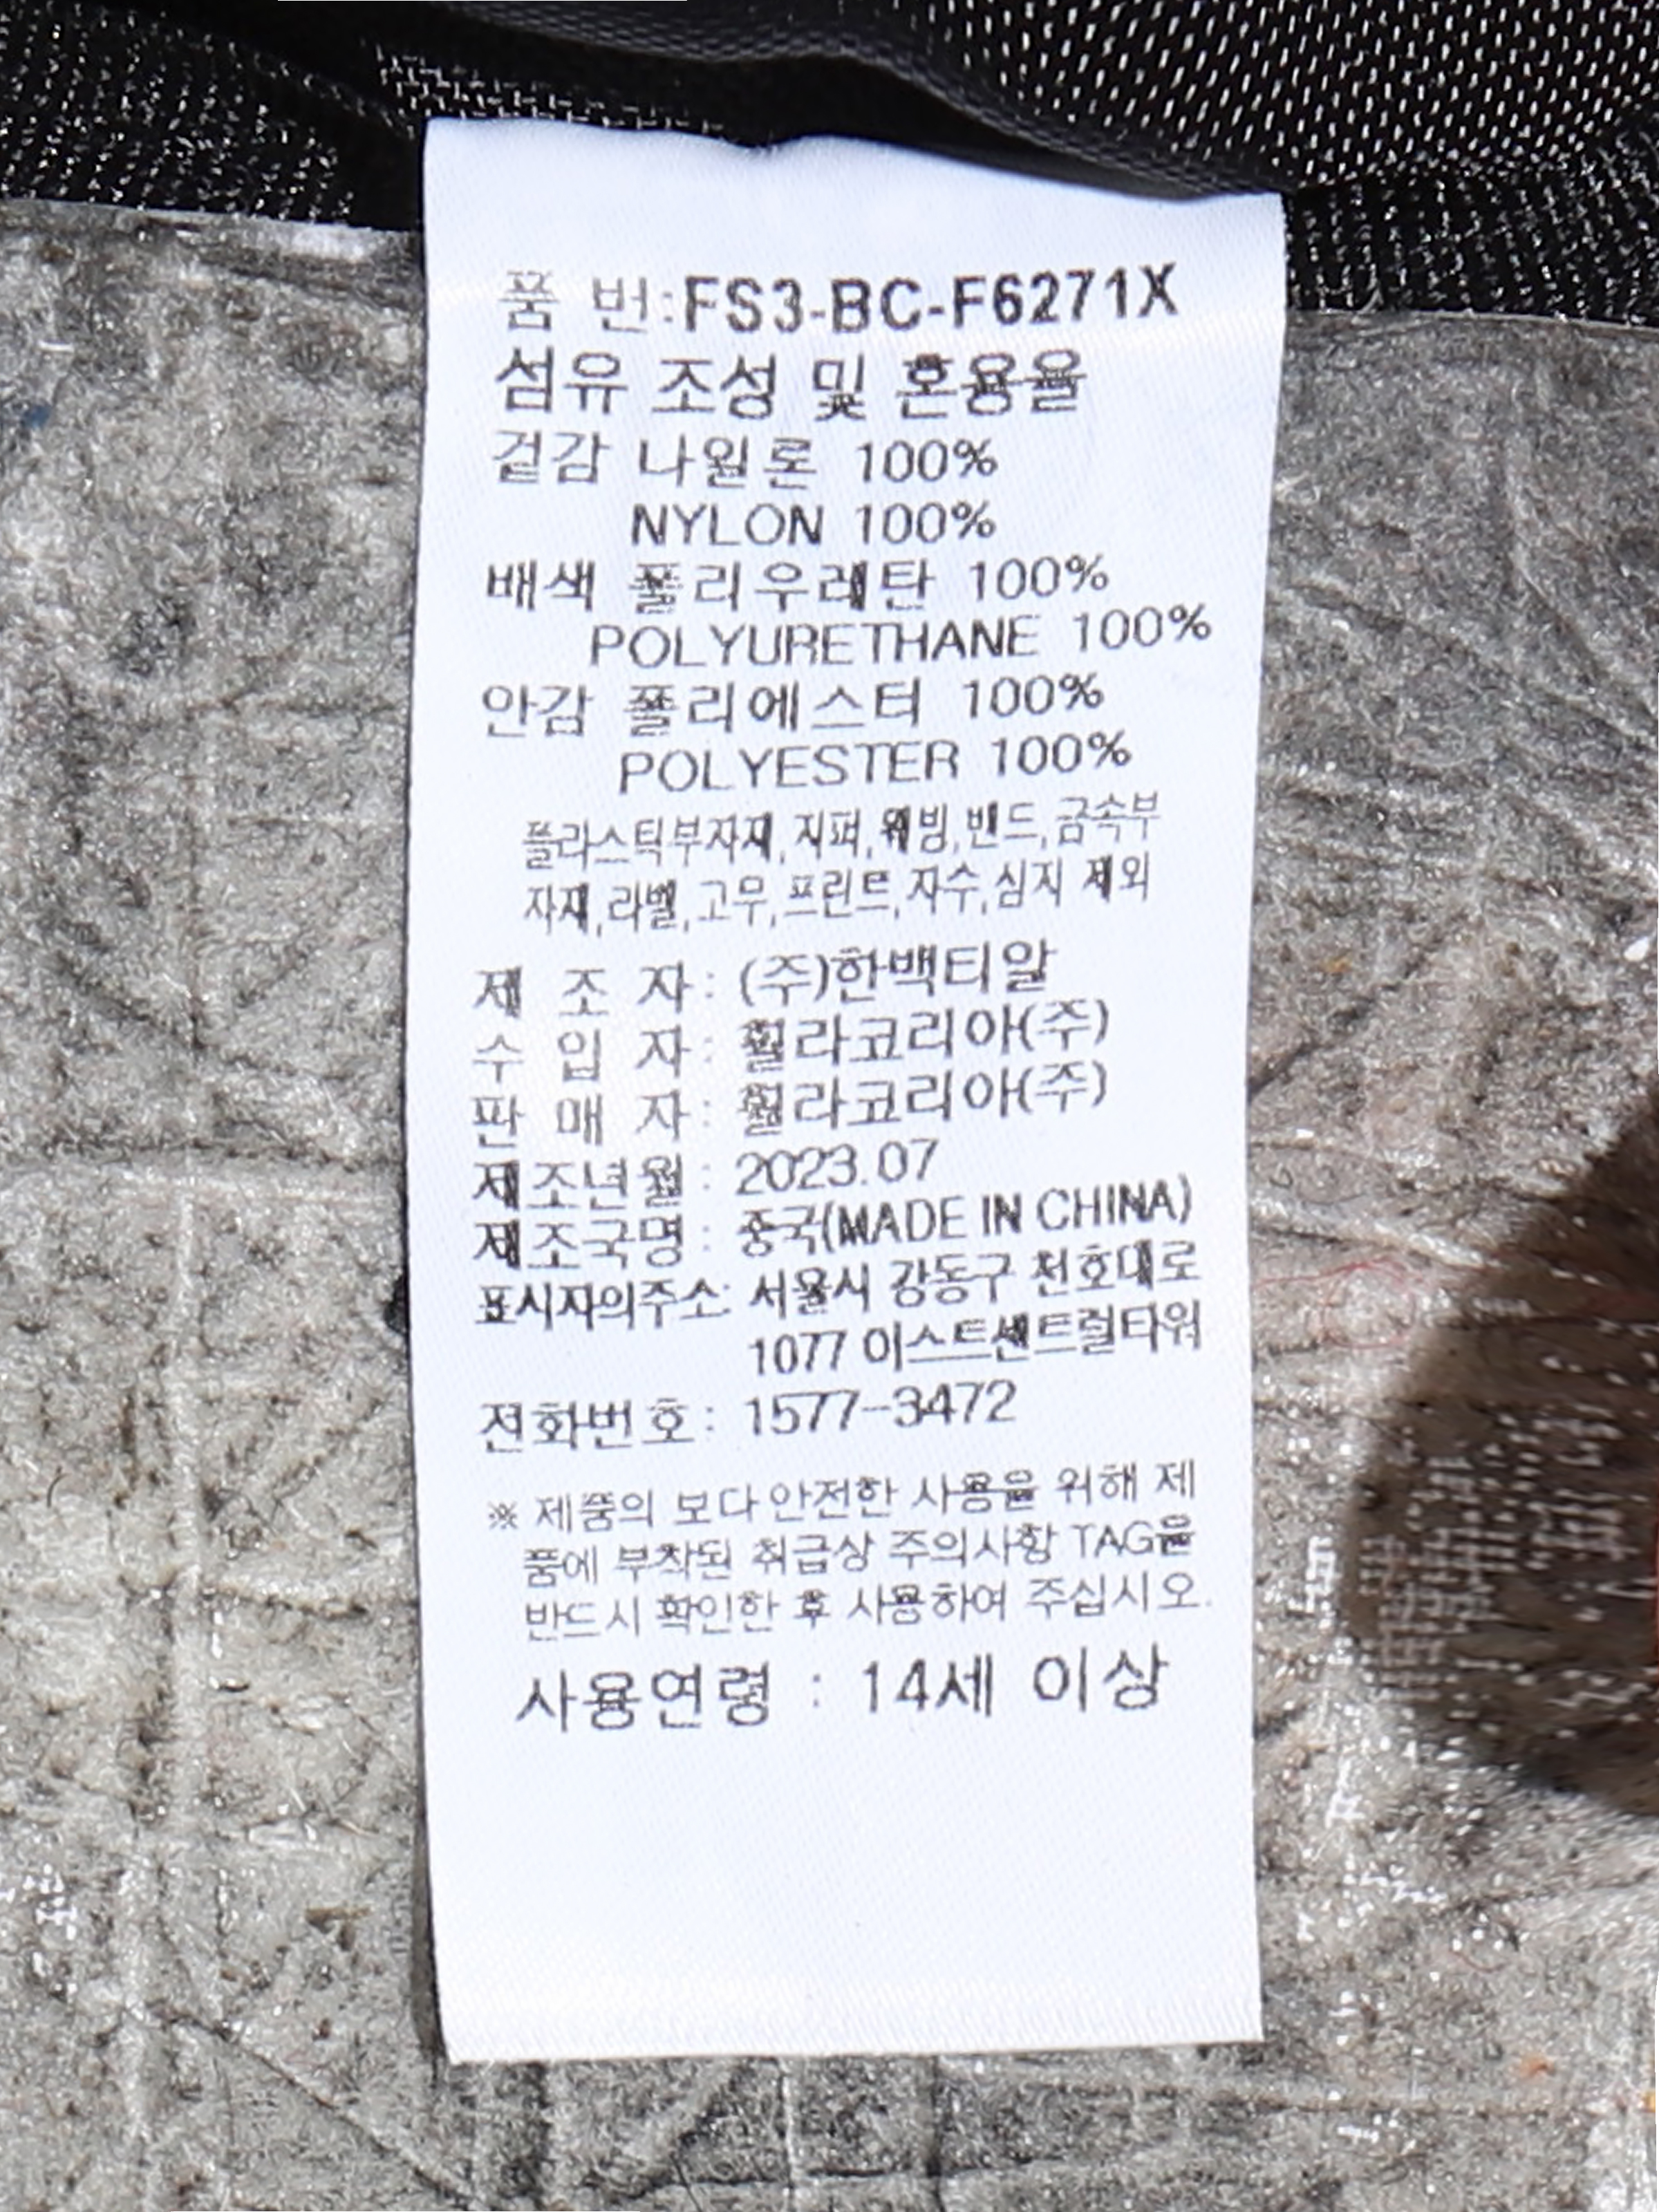 품 번:FS3-BC-F6271X
섬유 조성 및 혼용율
겉감 나일론 100%
NYLON 100%
배색 폴리우레탄 100%
POLYURETHANE 100%
안감 폴리에스터 100%
POLYESTER 100%
플라스틱부자재,지퍼,웨빙,밴드,금속부
자재,라벨,고무,프린트,자수,심지 제외
제 조 자: (주)한백티알
수 입 자: 휠라코리아(주)
판 매 자: 휠라코리아(주)
제조년월: 2023.07
제조국명: 중국(MADE IN CHINA)
표시자의주소: 서울시 강동구 천호대로
1077 이스트센트럴타워
전화번호: 1577-3472
※ 제품의 보다 안전한 사용을 위해 제
품에 부착된 취급상 주의사항 TAG을
반드시 확인한 후 사용하여 주십시오.
사용연령 : 14세 이상